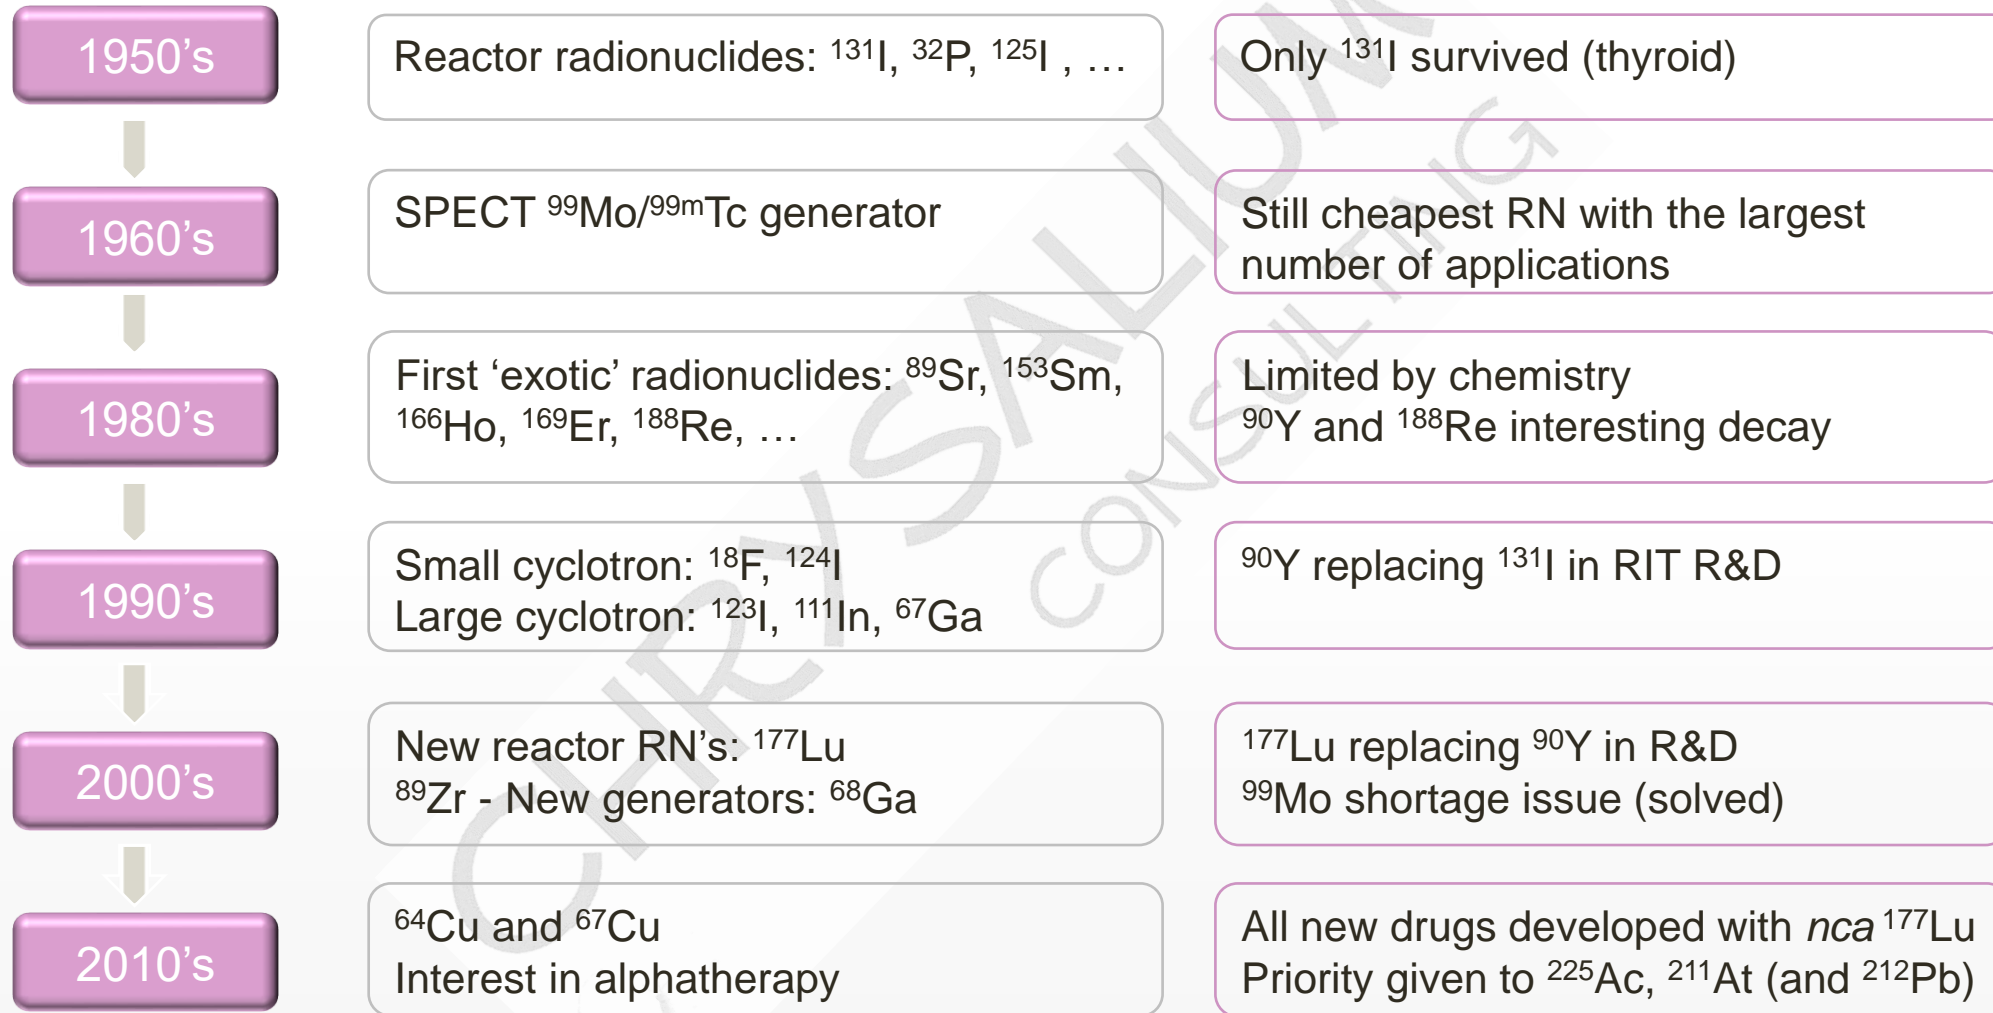 1950's
Reactor radionuclides: ¹³¹I, ³²P, ¹²⁵I , …
Only ¹³¹I survived (thyroid)
1960's
SPECT ⁹⁹Mo/⁹⁹ᵐTc generator
Still cheapest RN with the largest
number of applications
1980's
First ‘exotic’ radionuclides: ⁸⁹Sr, ¹⁵³Sm,
¹⁶⁶Ho, ¹⁶⁹Er, ¹⁸⁸Re, …
Limited by chemistry
⁹⁰Y and ¹⁸⁸Re interesting decay
1990's
Small cyclotron: ¹⁸F, ¹²⁴I
Large cyclotron: ¹²³I, ¹¹¹In, ⁶⁷Ga
⁹⁰Y replacing ¹³¹I in RIT R&D
2000's
New reactor RN’s: ¹⁷⁷Lu
⁸⁹Zr - New generators: ⁶⁸Ga
¹⁷⁷Lu replacing ⁹⁰Y in R&D
⁹⁹Mo shortage issue (solved)
2010's
⁶⁴Cu and ⁶⁷Cu
Interest in alphatherapy
All new drugs developed with nca ¹⁷⁷Lu
Priority given to ²²⁵Ac, ²¹¹At (and ²¹²Pb)
CHRYSALIUM
CONSULTING